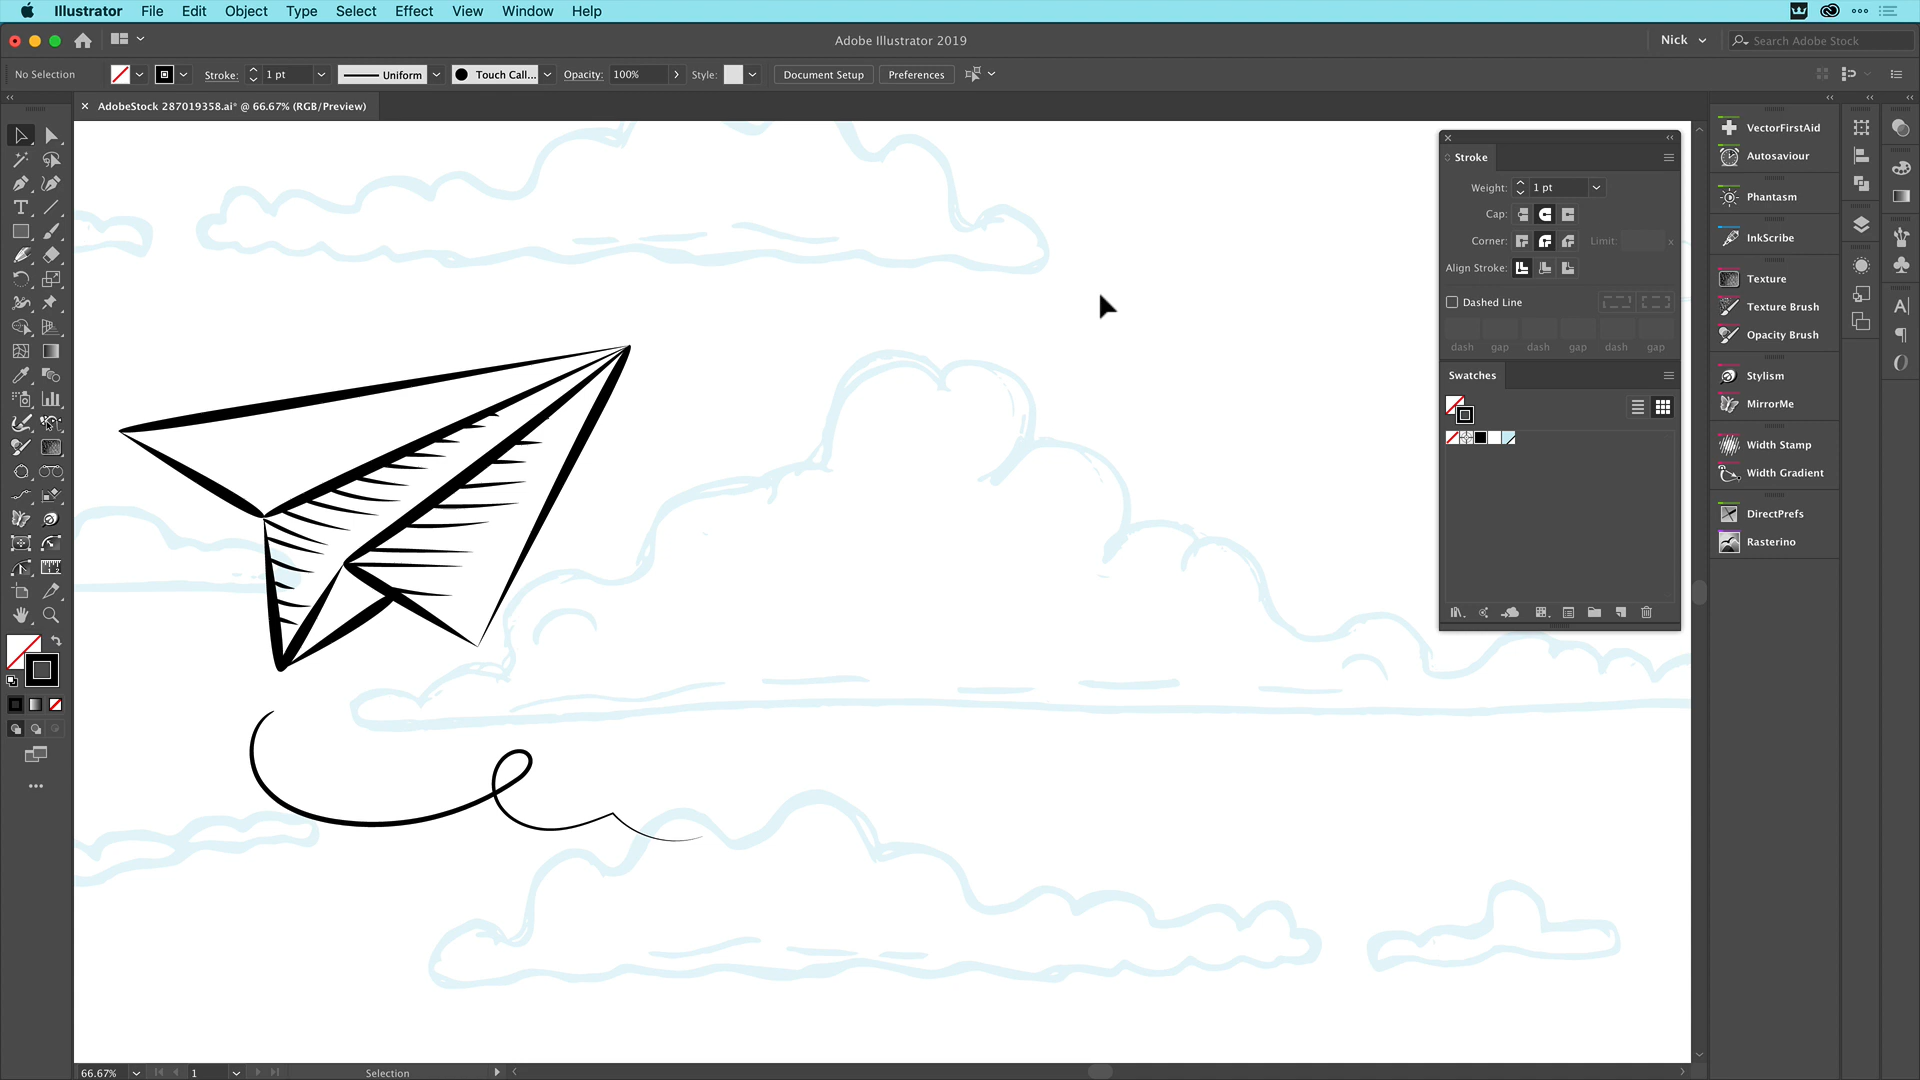 Illustrator File Edit Object Type Select Effect View Window Help
Adobe Illustrator 2019
Nick
Search Adobe Stock
No Selection Stroke: 1 pt Uniform Touch Call... Opacity: 100% Style: Document Setup Preferences
AdobeStock 287019358.ai* @ 66.67% (RGB/Preview)
Stroke
Weight: 1 pt
Cap:
Corner: Limit: x
Align Stroke:
Dashed Line
dash gap dash gap dash gap
Swatches
VectorFirstAid
Autosaviour
Phantasm
InkScribe
Texture
Texture Brush
Opacity Brush
Stylism
MirrorMe
Width Stamp
Width Gradient
DirectPrefs
Rasterino
66.67% 1 Selection